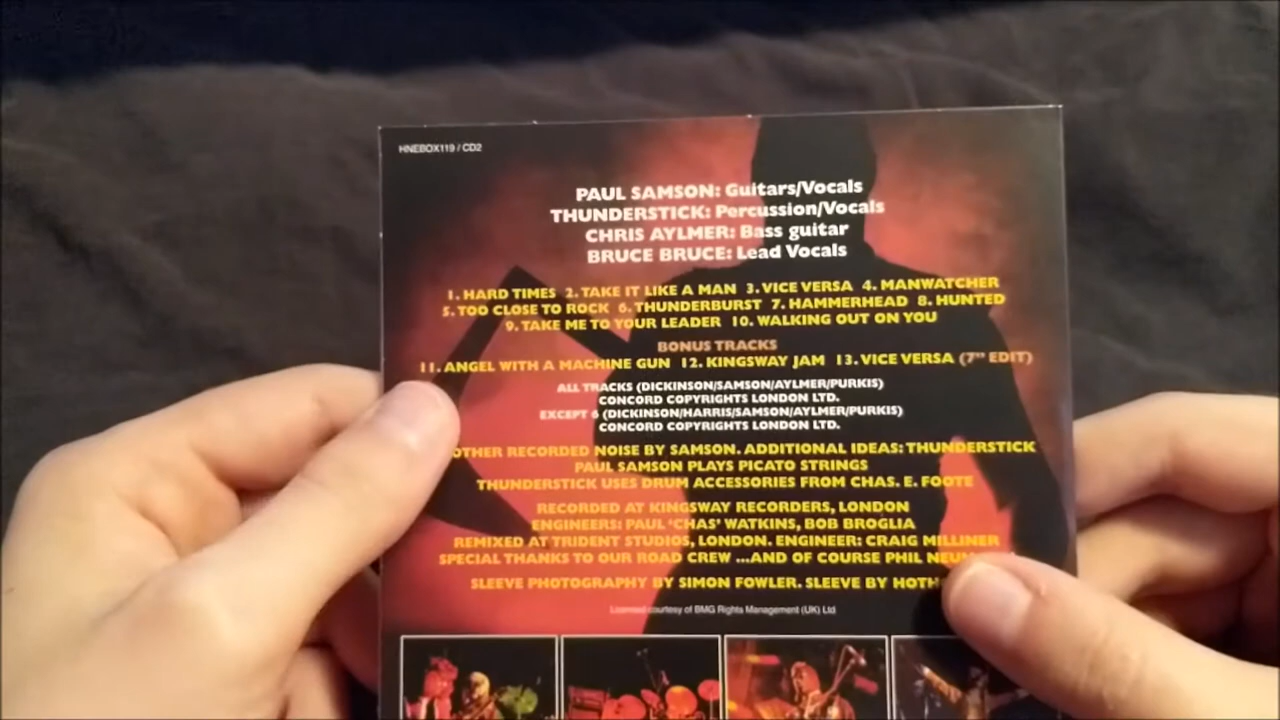 HNEBOX119 / CD2
PAUL SAMSON: Guitars/Vocals
THUNDERSTICK: Percussion/Vocals
CHRIS AYLMER: Bass guitar
BRUCE BRUCE: Lead Vocals
1. HARD TIMES 2. TAKE IT LIKE A MAN 3. VICE VERSA 4. MANWATCHER
5. TOO CLOSE TO ROCK 6. THUNDERBURST 7. HAMMERHEAD 8. HUNTED
9. TAKE ME TO YOUR LEADER 10. WALKING OUT ON YOU
BONUS TRACKS
11. ANGEL WITH A MACHINE GUN 12. KINGSWAY JAM 13. VICE VERSA (7" EDIT)
ALL TRACKS (DICKINSON/SAMSON/AYLMER/PURKIS)
CONCORD COPYRIGHTS LONDON LTD.
EXCEPT 6 (DICKINSON/HARRIS/SAMSON/AYLMER/PURKIS)
CONCORD COPYRIGHTS LONDON LTD.
OTHER RECORDED NOISE BY SAMSON. ADDITIONAL IDEAS: THUNDERSTICK
PAUL SAMSON PLAYS PICATO STRINGS
THUNDERSTICK USES DRUM ACCESSORIES FROM CHAS. E. FOOTE
RECORDED AT KINGSWAY RECORDERS, LONDON
ENGINEERS: PAUL 'CHAS' WATKINS, BOB BROGLIA
REMIXED AT TRIDENT STUDIOS, LONDON. ENGINEER: CRAIG MILLINER
SPECIAL THANKS TO OUR ROAD CREW ...AND OF COURSE PHIL
SLEEVE PHOTOGRAPHY BY SIMON FOWLER. SLEEVE BY
Licensed courtesy of BMG Rights Management (UK) Ltd